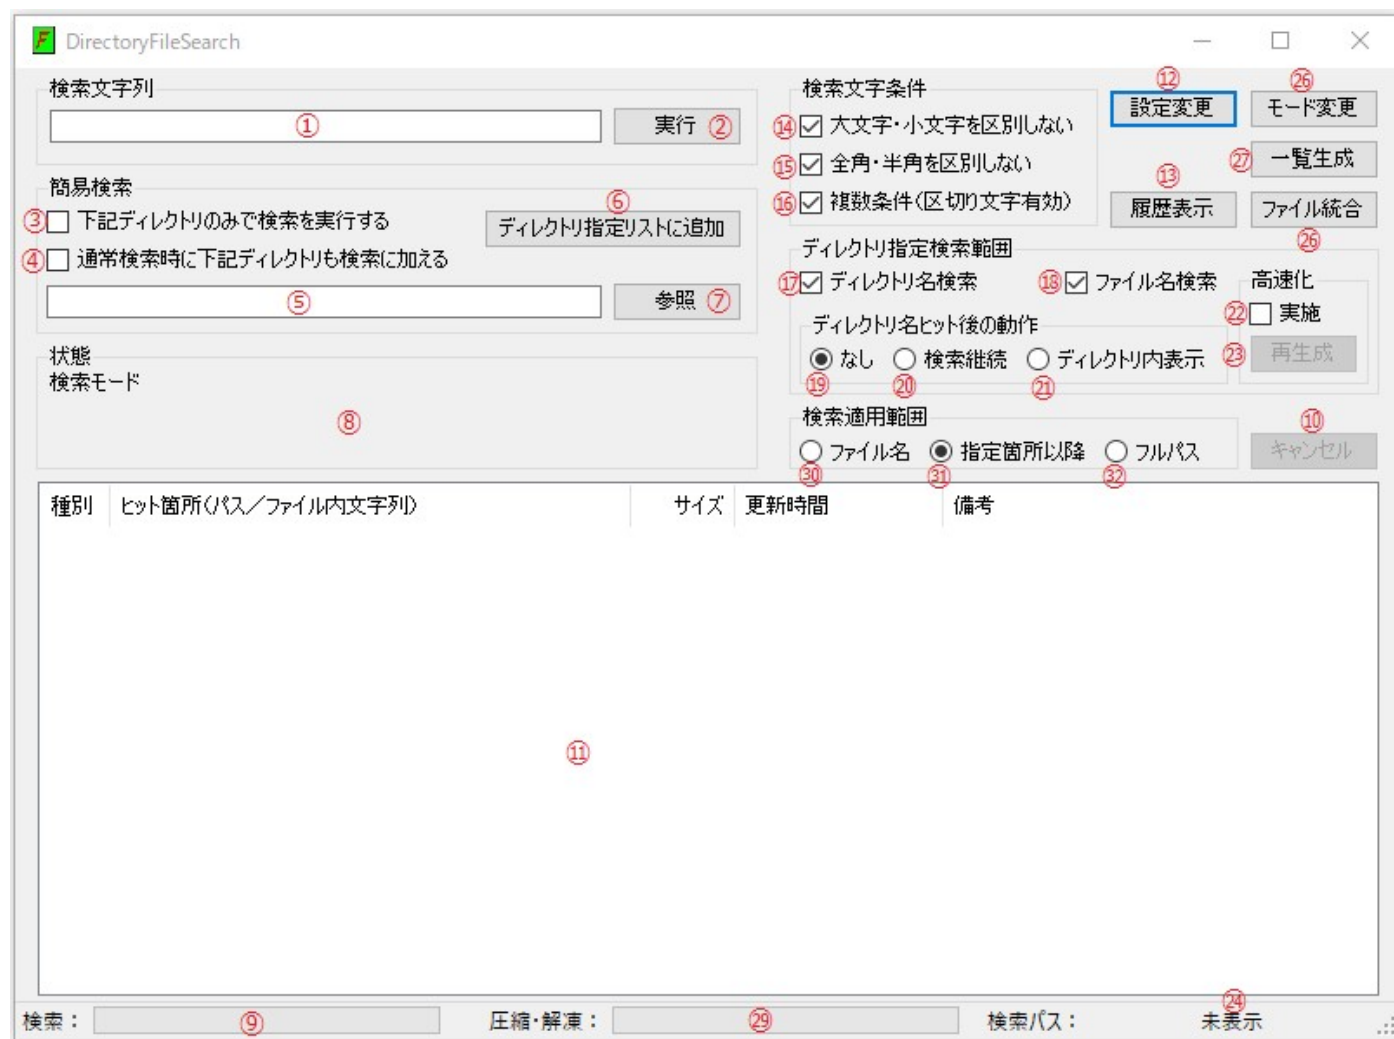 DirectoryFileSearch
検索文字列
①
実行 ②
簡易検索
③ 下記ディレクトリのみで検索を実行する
⑥
ディレクトリ指定リストに追加
④ 通常検索時に下記ディレクトリも検索に加える
⑤
参照 ⑦
状態
検索モード
⑧
検索文字条件
⑭ 大文字・小文字を区別しない
⑮ 全角・半角を区別しない
⑯ 複数条件(区切り文字有効)
⑫
設定変更
㉖
モード変更
㉗ 一覧生成
⑬
履歴表示
ファイル統合
㉖
ディレクトリ指定検索範囲
⑰ ディレクトリ名検索 ⑱ ファイル名検索
ディレクトリ名ヒット後の動作
なし 検索継続 ディレクトリ内表示
⑲ ⑳ ㉑
高速化
㉒ 実施
㉓ 再生成
検索適用範囲
ファイル名 指定箇所以降 フルパス
㉚ ㉛ ㉜
⑩
キャンセル
種別 ヒット箇所(パス/ファイル内文字列) サイズ 更新時間 備考
⑪
検索: ⑨ 圧縮・解凍: ㉙ 検索パス: ㉔ 未表示